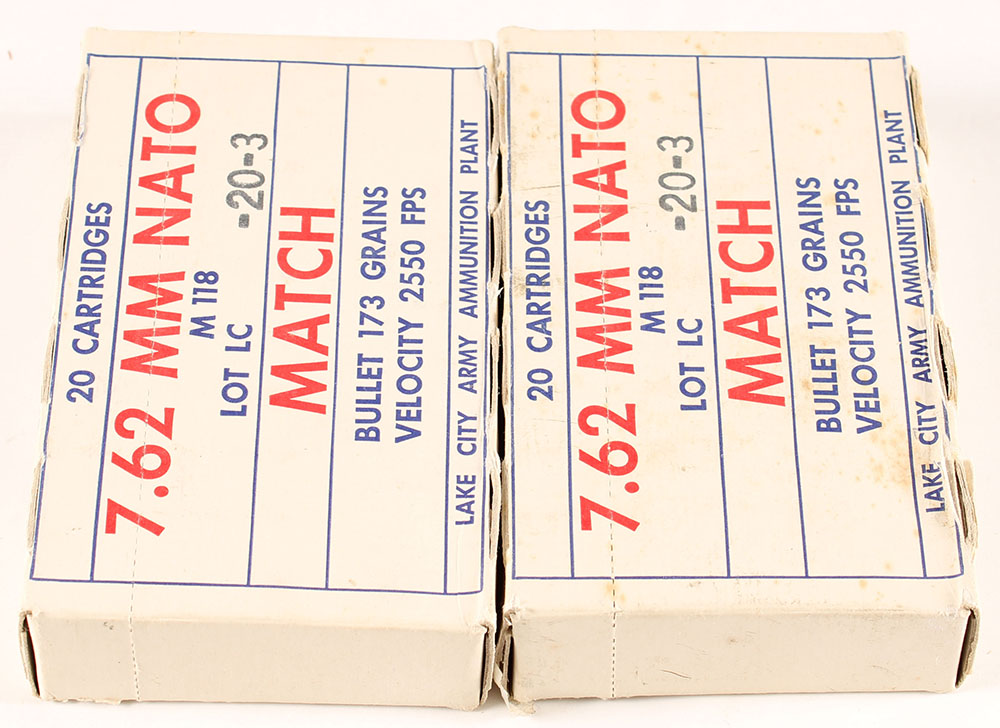 20 CARTRIDGES
7.62 MM NATO
M 118
LOT LC -20-3
MATCH
BULLET 173 GRAINS
VELOCITY 2550 FPS
LAKE CITY ARMY AMMUNITION PLANT
20 CARTRIDGES
7.62 MM NATO
M 118
LOT LC -20-3
MATCH
BULLET 173 GRAINS
VELOCITY 2550 FPS
LAKE CITY ARMY AMMUNITION PLANT